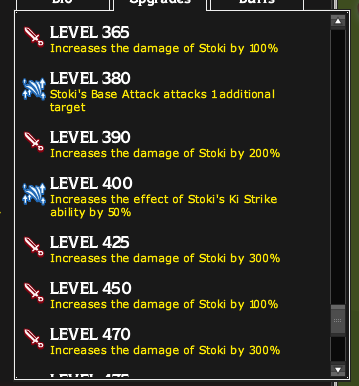 Bio Upgrades Buffs
LEVEL 365
Increases the damage of Stoki by 100%
LEVEL 380
Stoki's Base Attack attacks 1 additional
target
LEVEL 390
Increases the damage of Stoki by 200%
LEVEL 400
Increases the effect of Stoki's Ki Strike
ability by 50%
LEVEL 425
Increases the damage of Stoki by 300%
LEVEL 450
Increases the damage of Stoki by 100%
LEVEL 470
Increases the damage of Stoki by 300%
LEVEL 475